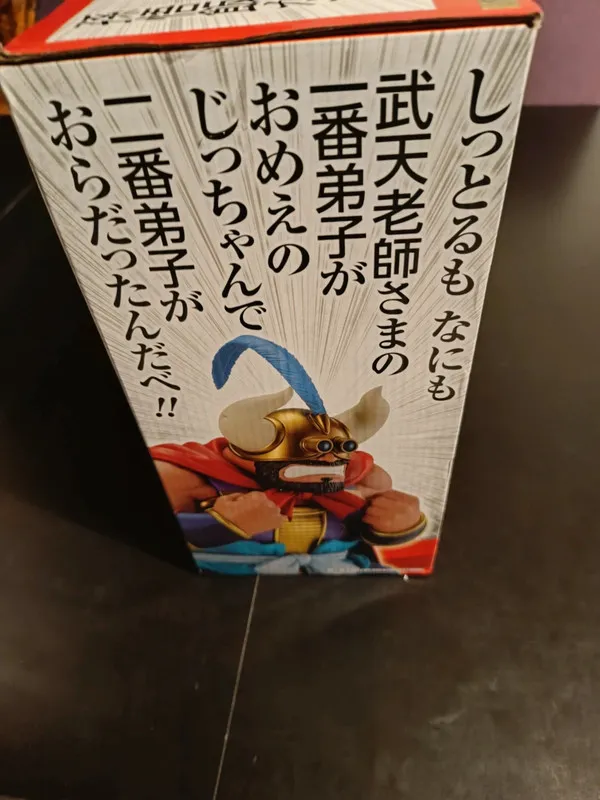 しっとるも なにも
武天老師さまの
一番弟子が
おめえの
じっちゃんで
二番弟子が
おらだったんだべ!!